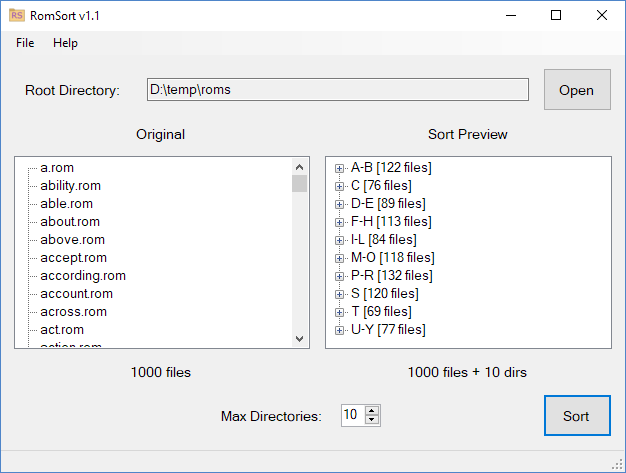 RS RomSort v1.1
File Help
Root Directory: D:\temp\roms Open
Original Sort Preview
a.rom
ability.rom
able.rom
about.rom
above.rom
accept.rom
according.rom
account.rom
across.rom
act.rom
action.rom
A-B [122 files]
C [76 files]
D-E [89 files]
F-H [113 files]
I-L [84 files]
M-O [118 files]
P-R [132 files]
S [120 files]
T [69 files]
U-Y [77 files]
1000 files 1000 files + 10 dirs
Max Directories: 10 Sort